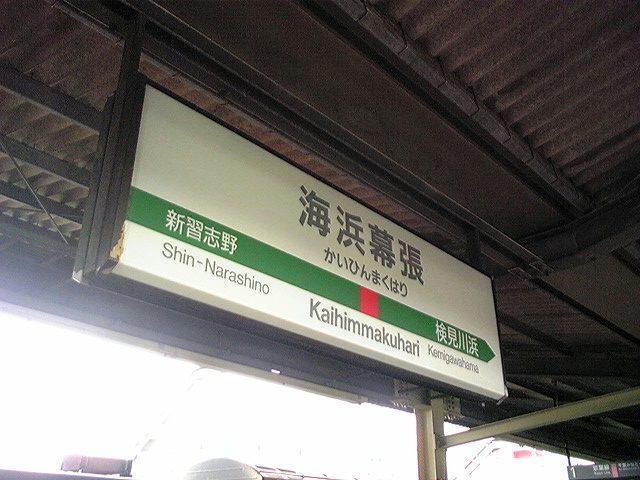 海浜幕張
かいひんまくはり
新習志野
検見川浜
Shin-Narashino
Kaihimmakuhari
Kemigawahama